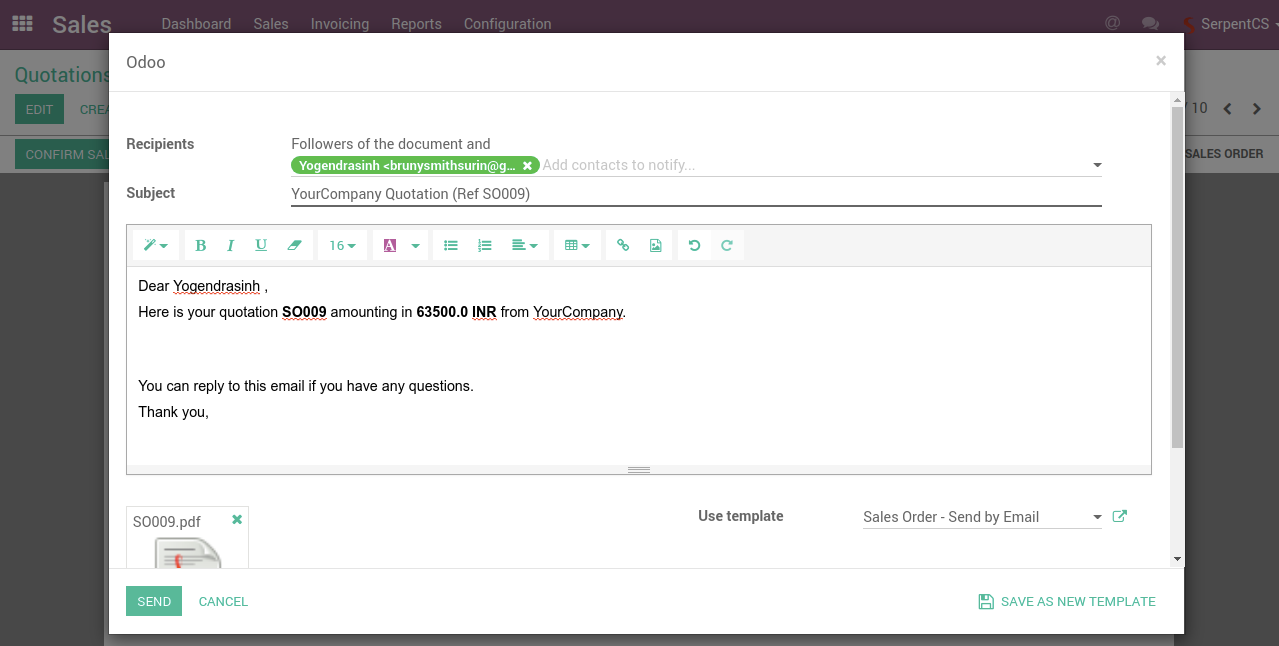 Sales Dashboard Sales Invoicing Reports Configuration @ SerpentCS
Odoo ×
Quotations
EDIT CREA 10
CONFIRM SAL SALES ORDER
Recipients Followers of the document and
Yogendrasinh <brunysmithsurin@g... × Add contacts to notify...
Subject YourCompany Quotation (Ref SO009)
B I U 16 A
Dear Yogendrasinh ,
Here is your quotation SO009 amounting in 63500.0 INR from YourCompany.
You can reply to this email if you have any questions.
Thank you,
SO009.pdf × Use template Sales Order - Send by Email
SEND CANCEL SAVE AS NEW TEMPLATE